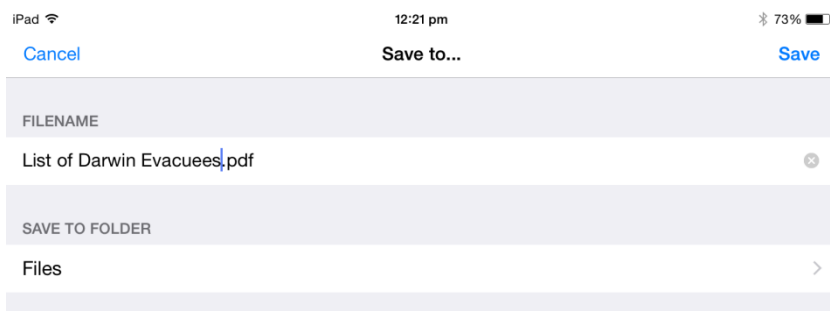 iPad 12:21 pm 73%
Cancel Save to... Save
FILENAME
List of Darwin Evacuees.pdf
SAVE TO FOLDER
Files